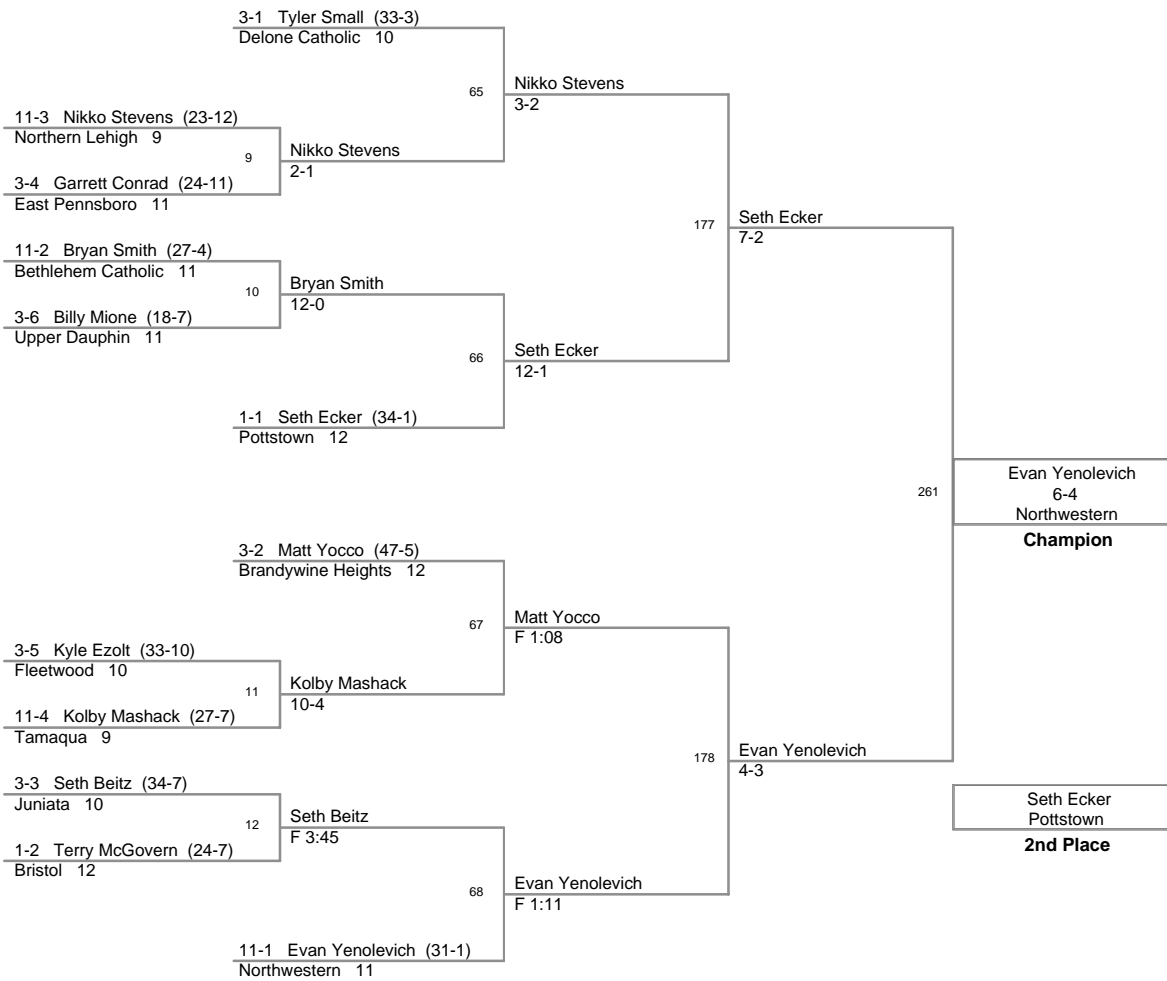 3-1 Tyler Small (33-3)
Delone Catholic 10
65
Nikko Stevens
3-2
11-3 Nikko Stevens (23-12)
Northern Lehigh 9
9
Nikko Stevens
2-1
3-4 Garrett Conrad (24-11)
East Pennsboro 11
177
Seth Ecker
7-2
11-2 Bryan Smith (27-4)
Bethlehem Catholic 11
10
Bryan Smith
12-0
3-6 Billy Mione (18-7)
Upper Dauphin 11
66
Seth Ecker
12-1
1-1 Seth Ecker (34-1)
Pottstown 12
261
Evan Yenolevich
6-4
Northwestern
Champion
3-2 Matt Yocco (47-5)
Brandywine Heights 12
67
Matt Yocco
F 1:08
3-5 Kyle Ezolt (33-10)
Fleetwood 10
11
Kolby Mashack
10-4
11-4 Kolby Mashack (27-7)
Tamaqua 9
178
Evan Yenolevich
4-3
3-3 Seth Beitz (34-7)
Juniata 10
12
Seth Beitz
F 3:45
1-2 Terry McGovern (24-7)
Bristol 12
Seth Ecker
Pottstown
2nd Place
68
Evan Yenolevich
F 1:11
11-1 Evan Yenolevich (31-1)
Northwestern 11